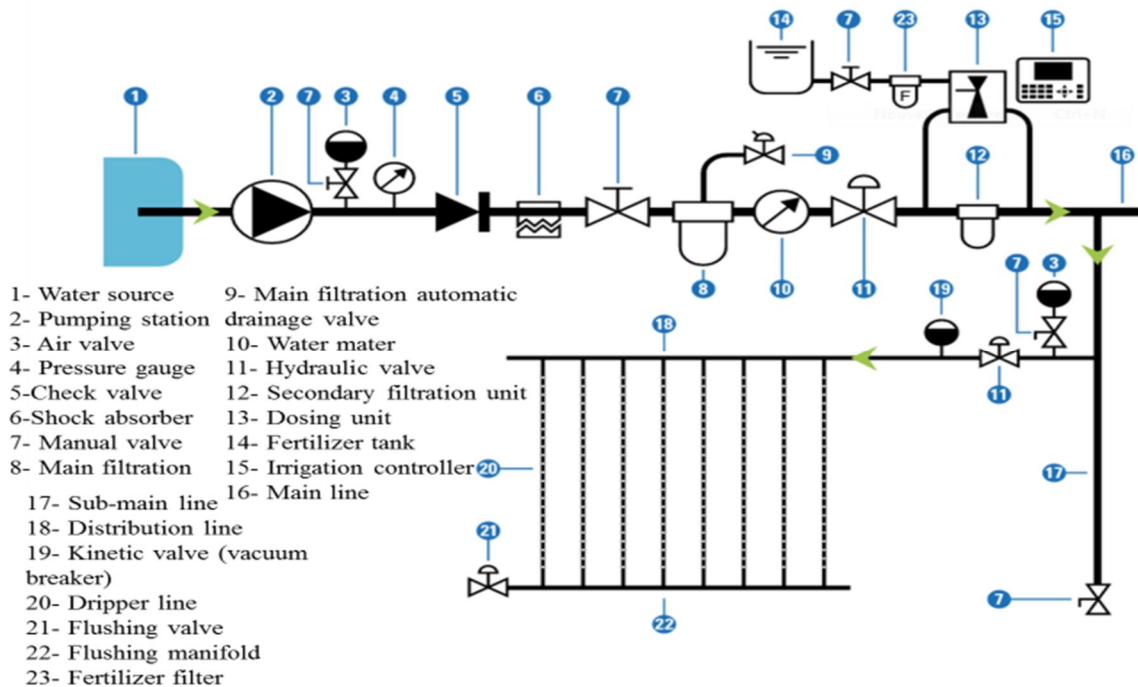 14 7 23 13 15
1 2 7 3 4 5 6 7
F
Ctrl+N
9 12 16
8 10 11 7 3
19
18
11
20 17
21
7
22
1- Water source
2- Pumping station
3- Air valve
4- Pressure gauge
5-Check valve
6-Shock absorber
7- Manual valve
8- Main filtration
9- Main filtration automatic
drainage valve
10- Water mater
11- Hydraulic valve
12- Secondary filtration unit
13- Dosing unit
14- Fertilizer tank
15- Irrigation controller
16- Main line
17- Sub-main line
18- Distribution line
19- Kinetic valve (vacuum
breaker)
20- Dripper line
21- Flushing valve
22- Flushing manifold
23- Fertilizer filter